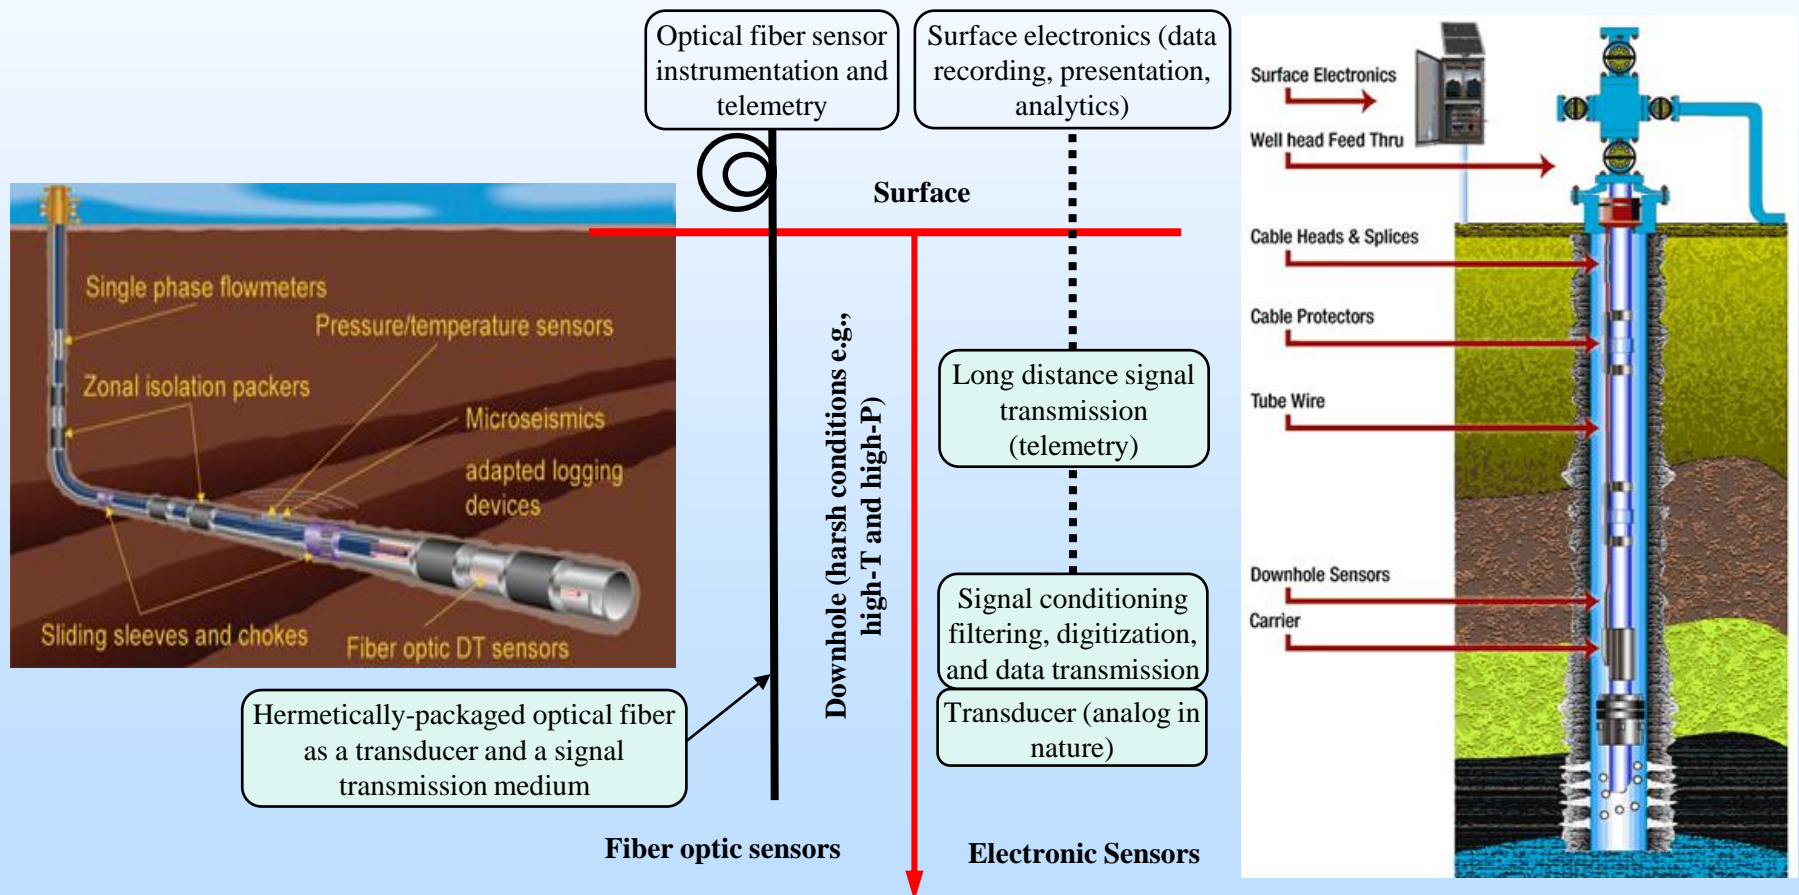 Optical fiber sensor
instrumentation and
telemetry
Surface electronics (data
recording, presentation,
analytics)
Surface
Single phase flowmeters
Pressure/temperature sensors
Zonal isolation packers
Microseismics
adapted logging
devices
Sliding sleeves and chokes
Fiber optic DT sensors
Hermetically-packaged optical fiber
as a transducer and a signal
transmission medium
Downhole (harsh conditions e.g.,
high-T and high-P)
Long distance signal
transmission
(telemetry)
Signal conditioning
filtering, digitization,
and data transmission
Transducer (analog in
nature)
Fiber optic sensors
Electronic Sensors
Surface Electronics
Well head Feed Thru
Cable Heads & Splices
Cable Protectors
Tube Wire
Downhole Sensors
Carrier